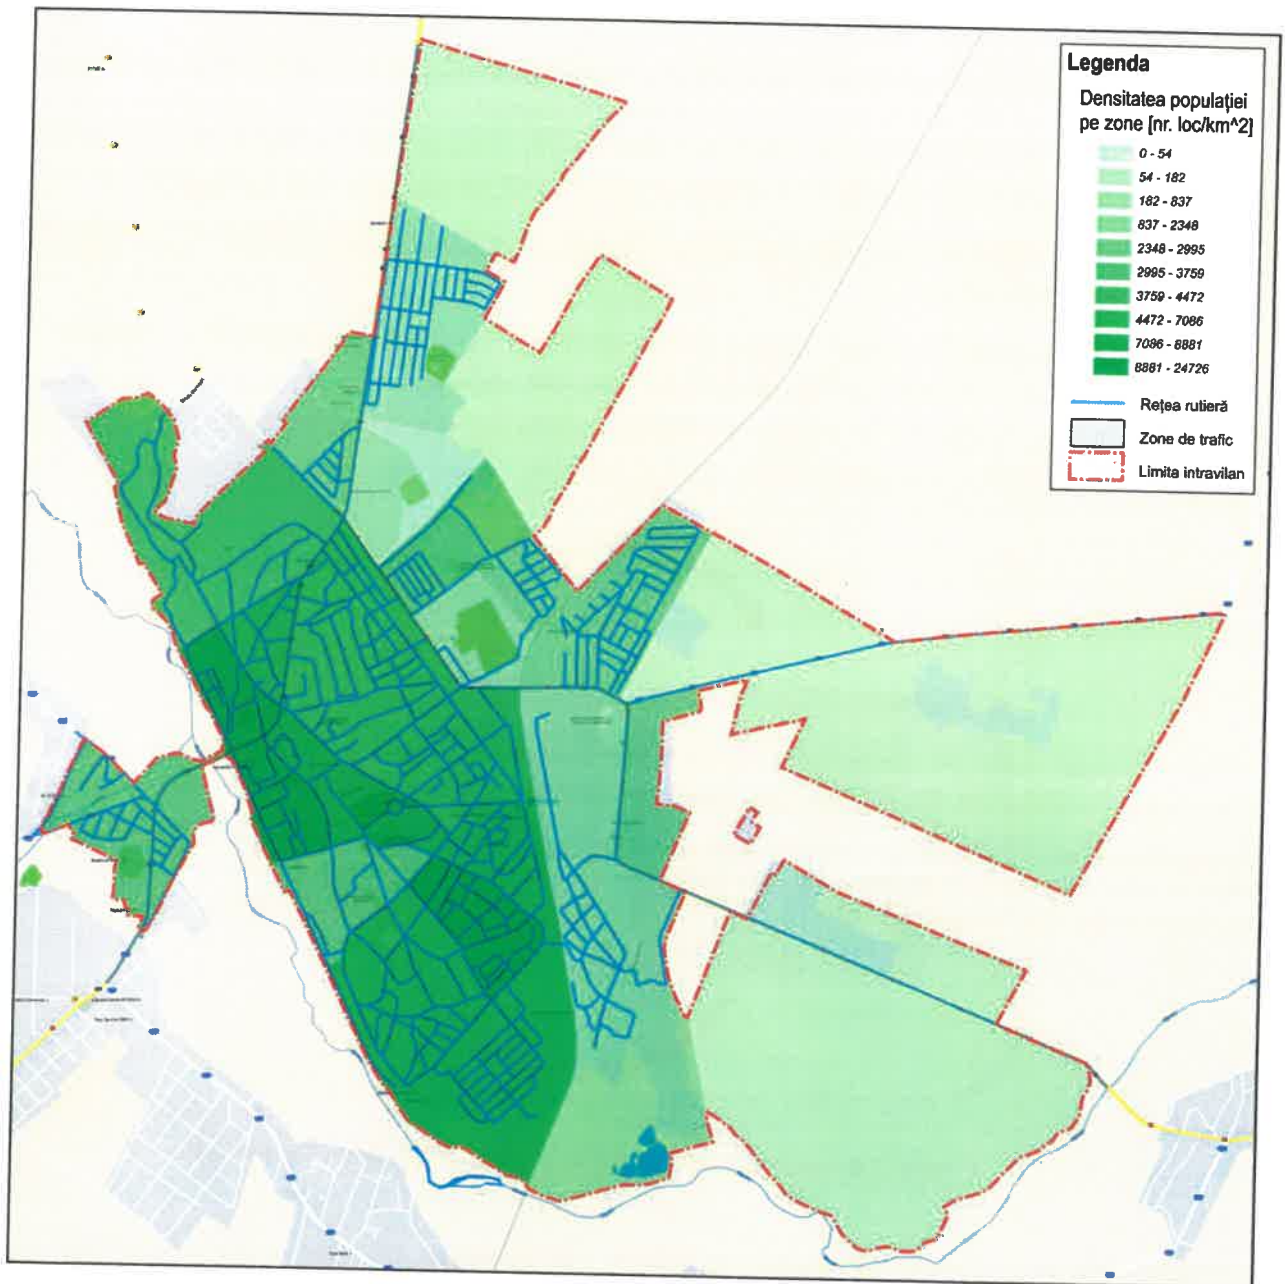 Legenda
Densitatea populației
pe zone [nr. loc/km^2]
0 - 54
54 - 182
182 - 837
837 - 2348
2348 - 2995
2995 - 3759
3759 - 4472
4472 - 7086
7086 - 8881
8881 - 24726
Rețea rutieră
Zone de trafic
Limita intravilan